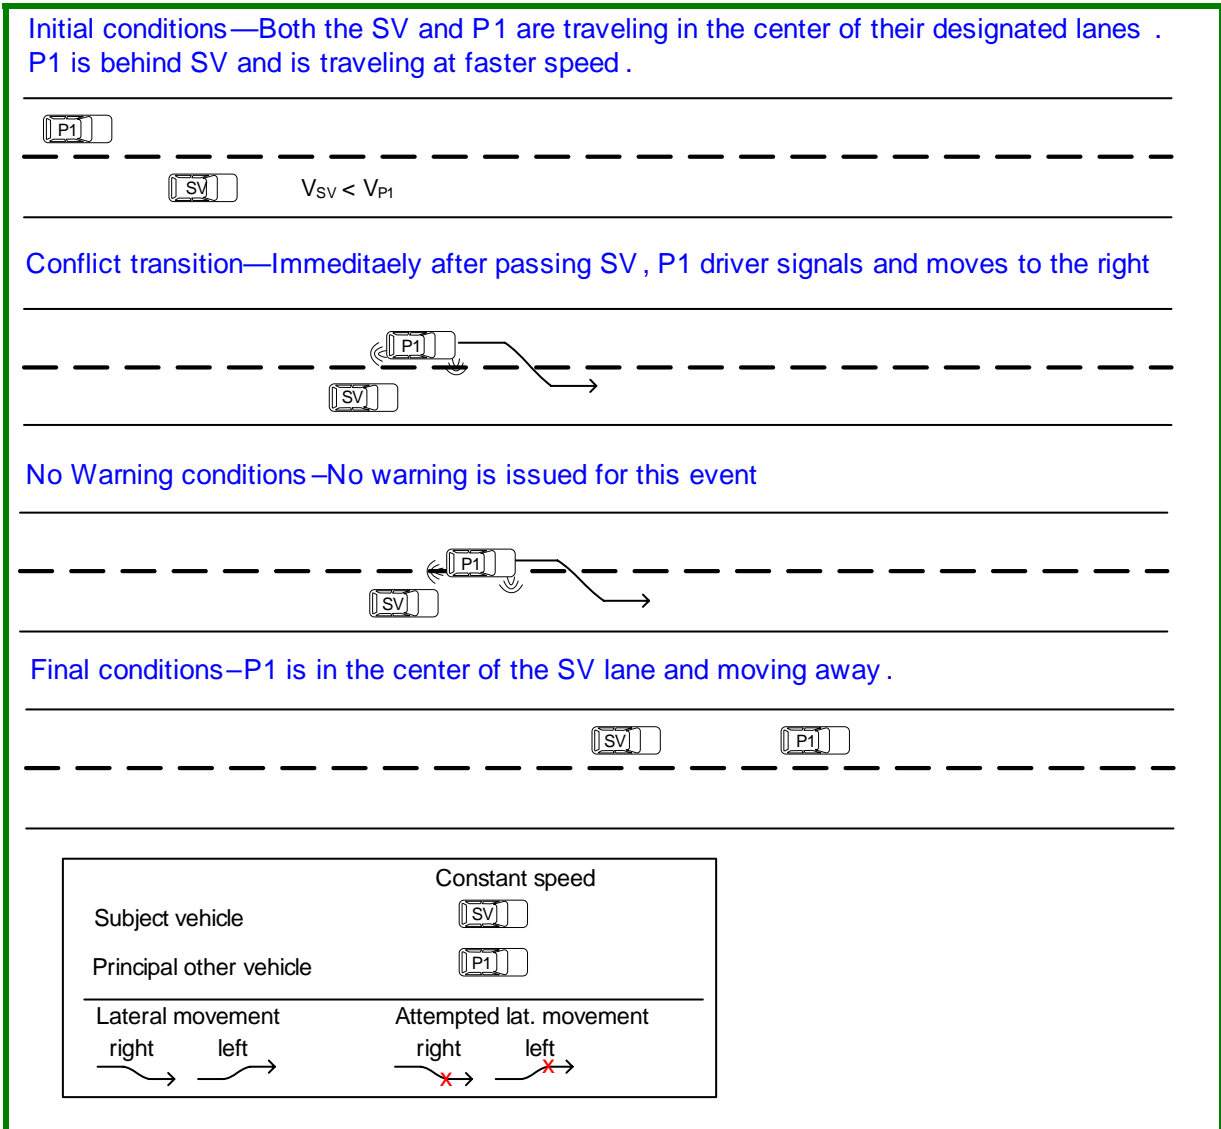 Initial conditions—Both the SV and P1 are traveling in the center of their designated lanes .
P1 is behind SV and is traveling at faster speed .
P1
SV
VSV < VP1
Conflict transition—Immeditaely after passing SV , P1 driver signals and moves to the right
P1
SV
No Warning conditions –No warning is issued for this event
P1
SV
Final conditions–P1 is in the center of the SV lane and moving away .
SV
P1
Constant speed
Subject vehicle
SV
Principal other vehicle
P1
Lateral movement
Attempted lat. movement
right
left
right
left